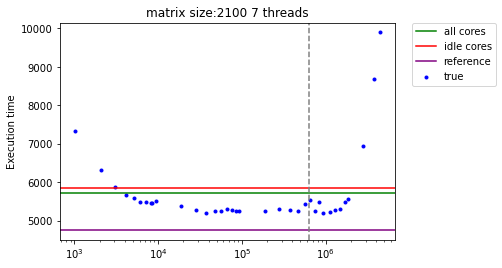 matrix size:2100 7 threads
10000
9000
8000
7000
6000
5000
Execution time
10³
10⁴
10⁵
10⁶
all cores
idle cores
reference
true